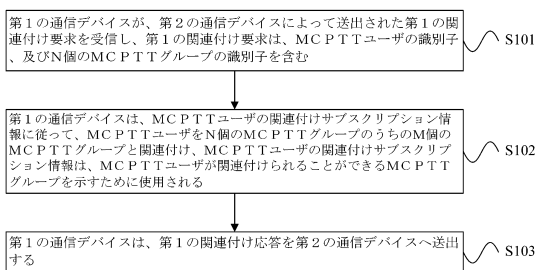 第１の通信デバイスが、第２の通信デバイスによって送出された第１の関
連付け要求を受信し、第１の関連付け要求は、ＭＣＰＴＴユーザの識別子
、及びＮ個のＭＣＰＴＴグループの識別子を含む
S101
第１の通信デバイスは、ＭＣＰＴＴユーザの関連付けサブスクリプション情
報に従って、ＭＣＰＴＴユーザをＮ個のＭＣＰＴＴグループのうちのＭ個の
ＭＣＰＴＴグループと関連付け、ＭＣＰＴＴユーザの関連付けサブスクリプ
ション情報は、ＭＣＰＴＴユーザが関連付けられることができるＭＣＰＴＴ
グループを示すために使用される
S102
第１の通信デバイスは、第１の関連付け応答を第２の通信デバイスへ送出
する
S103